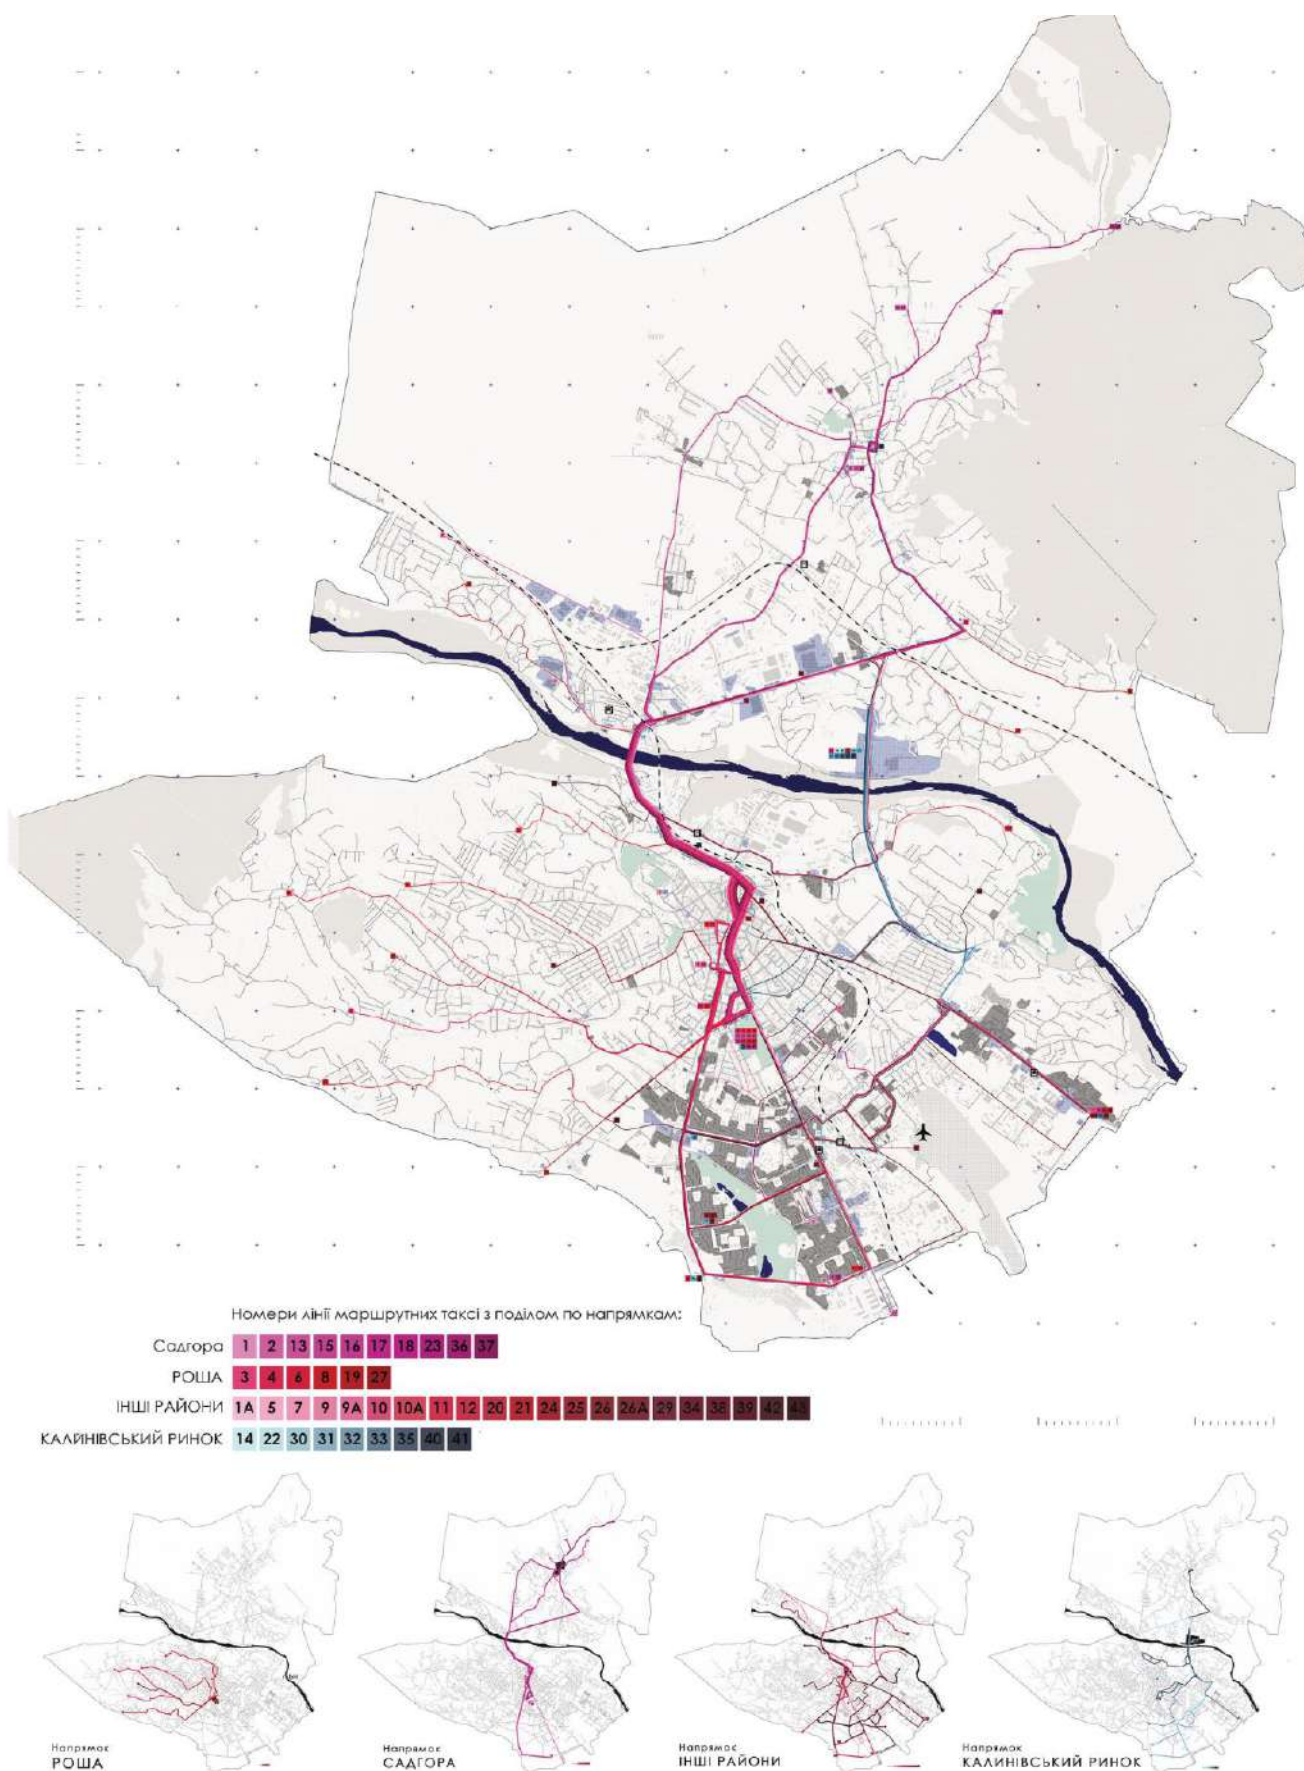 Номери лінії маршрутних таксі з поділом по напрямкам:
Садгора 1 2 13 15 16 17 18 23 36 37
РОША 3 4 6 8 19 27
ІНШІ РАЙОНИ 1А 5 7 9 9А 10 10А 11 12 20 21 24 25 26 26А 29 34 38 39 42 43
КАЛИНІВСЬКИЙ РИНОК 14 22 30 31 32 33 35 40 41
Напрямок
РОША
Напрямок
САДГОРА
Напрямок
ІНШІ РАЙОНИ
Напрямок
КАЛИНІВСЬКИЙ РИНОК